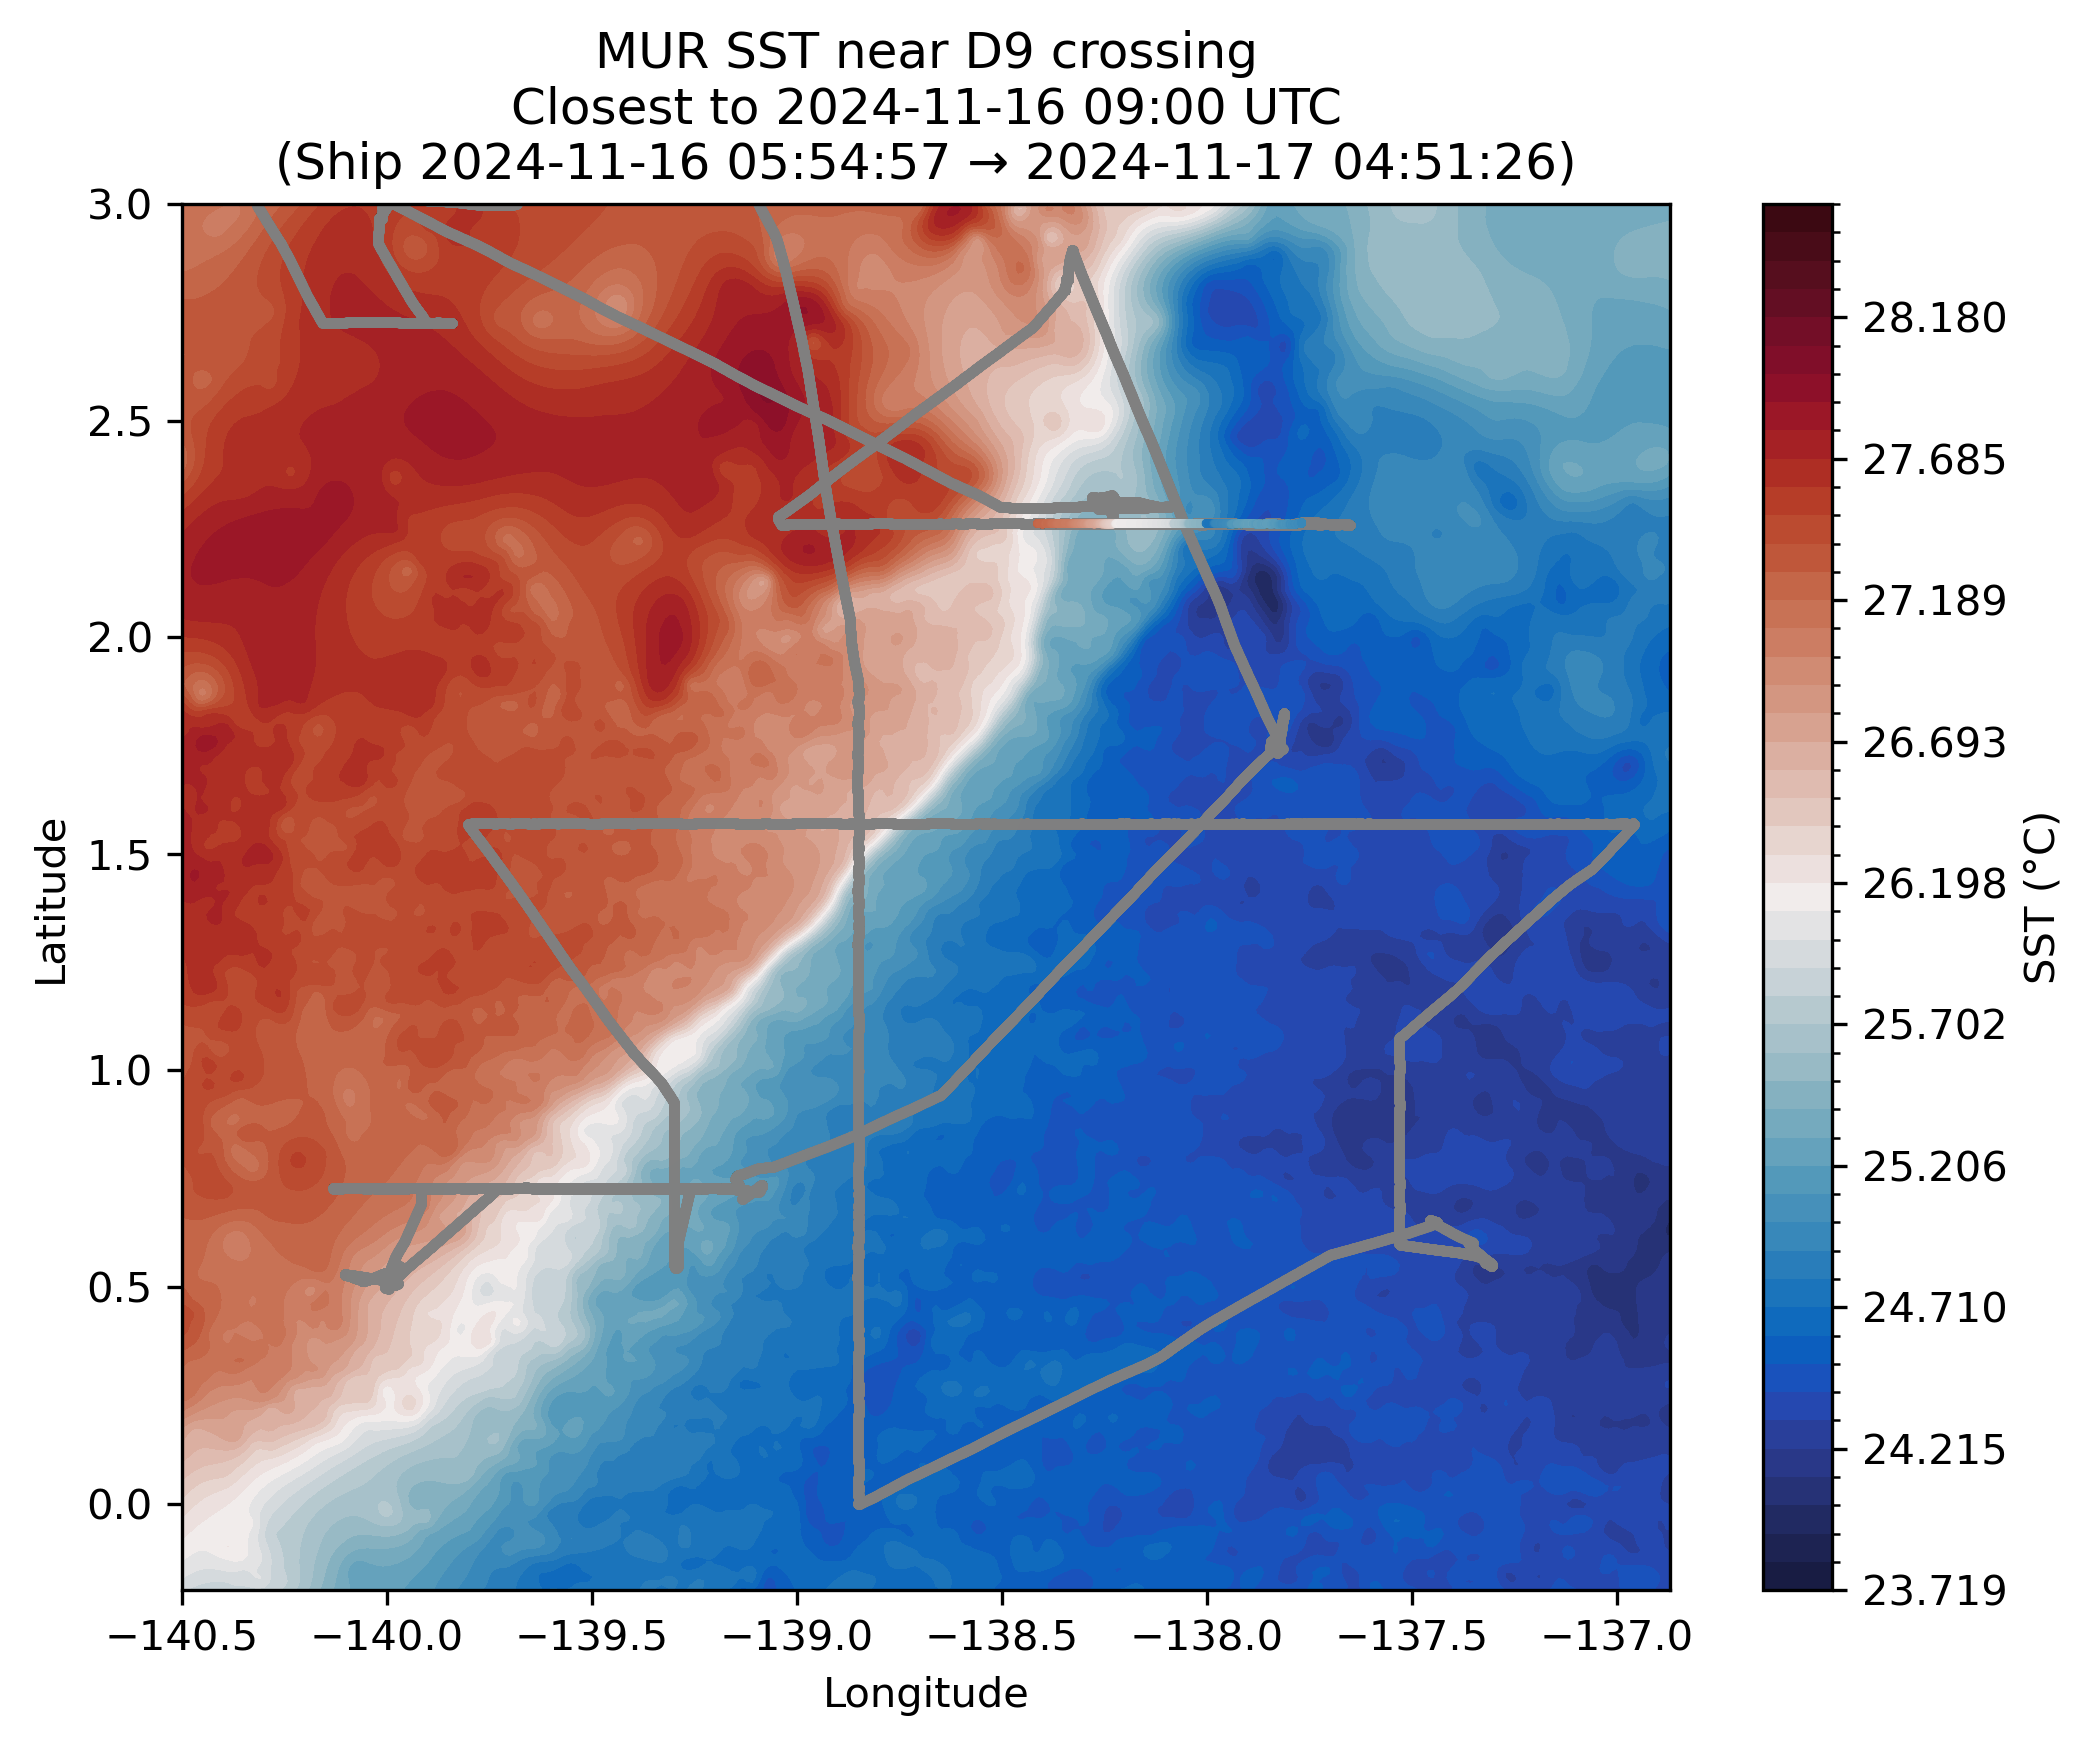 MUR SST near D9 crossing
Closest to 2024-11-16 09:00 UTC
(Ship 2024-11-16 05:54:57 → 2024-11-17 04:51:26)
3.0
2.5
2.0
1.5
1.0
0.5
0.0
Latitude
−140.5 −140.0 −139.5 −139.0 −138.5 −138.0 −137.5 −137.0
Longitude
28.180
27.685
27.189
26.693
26.198
25.702
25.206
24.710
24.215
23.719
SST (°C)